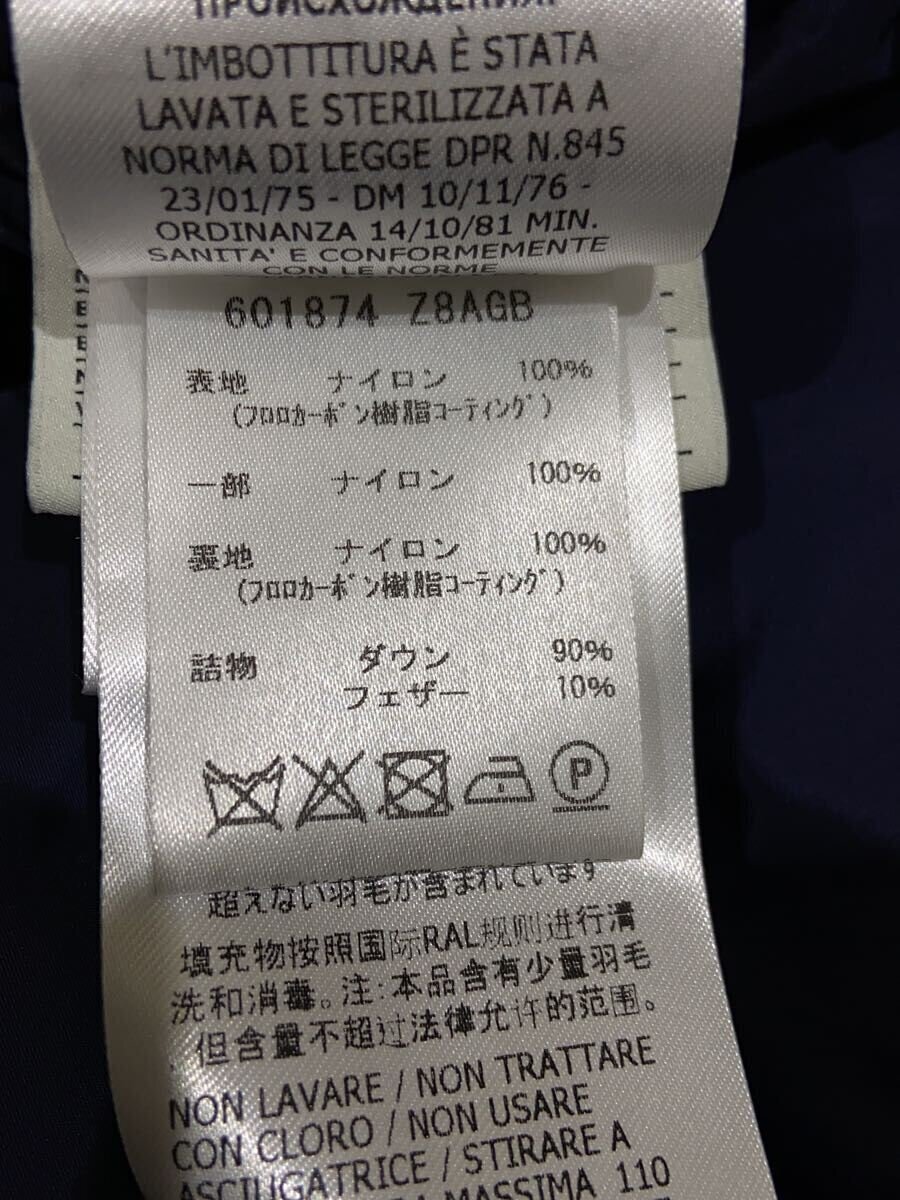 ПРОИСХОЖДЕНИЯ.
L'IMBOTTITURA È STATA
LAVATA E STERILIZZATA A
NORMA DI LEGGE DPR N.845
23/01/75 - DM 10/11/76 -
ORDINANZA 14/10/81 MIN.
SANITA' E CONFORMEMENTE
CON LE NORME
601874 Z8AGB
表地 ナイロン 100%
(フロロカーボン樹脂コーティング)
一部 ナイロン 100%
裏地 ナイロン 100%
(フロロカーボン樹脂コーティング)
詰物 ダウン 90%
フェザー 10%
P
超えない羽毛が含まれています
填充物按照国际RAL规则进行清
洗和消毒。注:本品含有少量羽毛
但含量不超过法律允许的范围。
NON LAVARE / NON TRATTARE
CON CLORO / NON USARE
ASCIUGATRICE / STIRARE A
MASSIMA 110